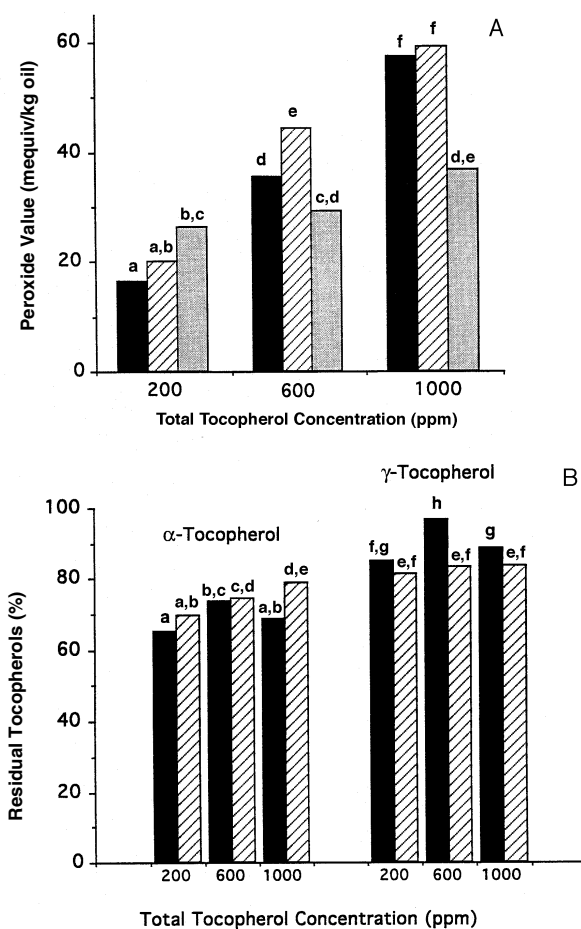 A
Peroxide Value (mequiv/kg oil)
60
40
20
0
a
a,b
b,c
d
e
c,d
f
f
d,e
200
600
1000
Total Tocopherol Concentration (ppm)
B
γ-Tocopherol
α-Tocopherol
Residual Tocopherols (%)
100
80
60
40
20
0
a
a,b
b,c
c,d
a,b
d,e
f,g
e,f
h
e,f
g
e,f
200
600
1000
200
600
1000
Total Tocopherol Concentration (ppm)